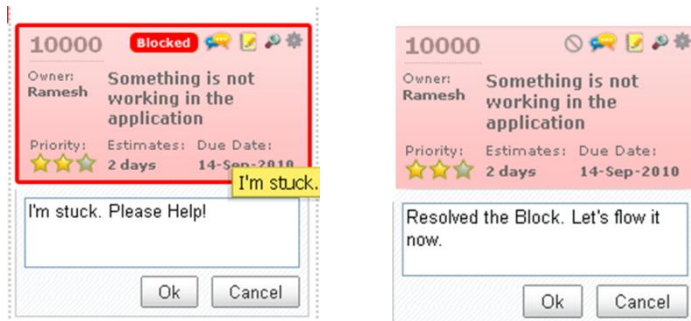 10000 Blocked
Owner:
Ramesh
Something is not
working in the
application
Priority:
Estimates:
2 days
Due Date:
14-Sep-2010
I'm stuck.
I'm stuck. Please Help!
Ok Cancel
10000
Owner:
Ramesh
Something is not
working in the
application
Priority:
Estimates:
2 days
Due Date:
14-Sep-2010
Resolved the Block. Let's flow it
now.
Ok Cancel